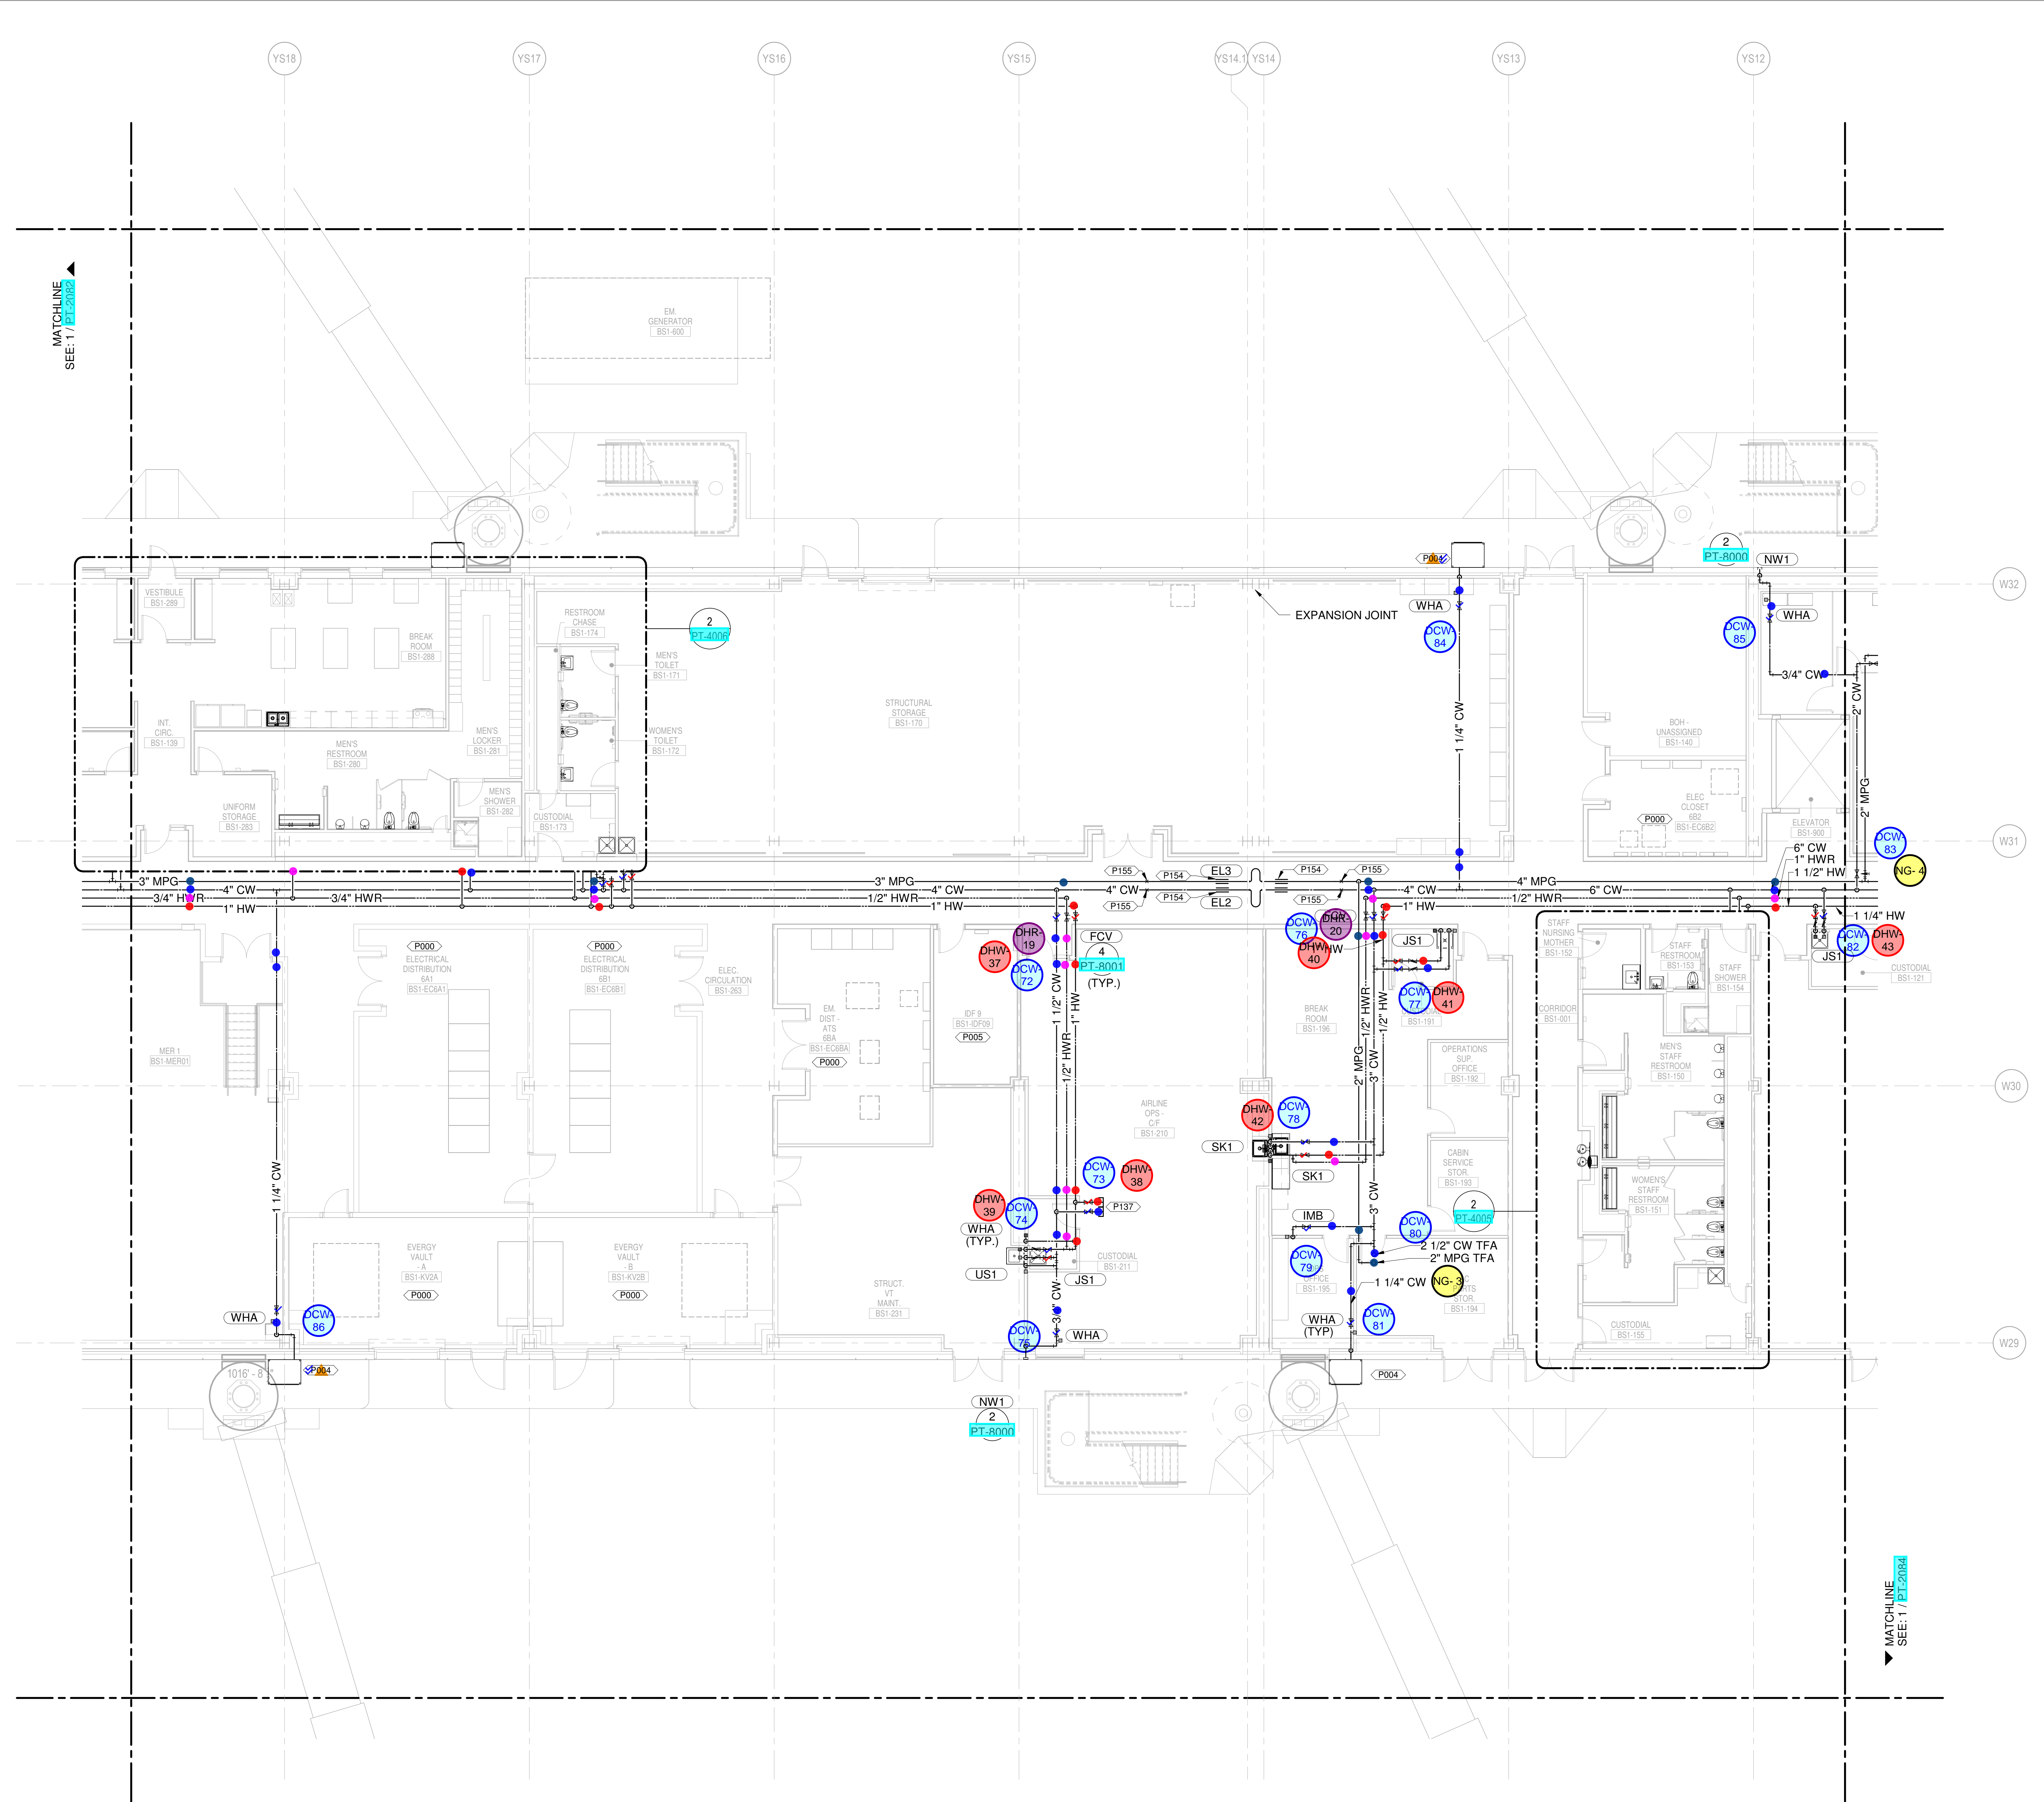 YS18
YS17
YS16
YS15
YS14.1
YS14
YS13
YS12
MATCHLINE
SEE: 1 / PT-2082
EM.
GENERATOR
BS1-600
2
PT-8000
NW1
P004
W32
VESTIBULE
BS1-289
BREAK
ROOM
BS1-288
RESTROOM
CHASE
BS1-174
2
PT-4006
MEN'S
TOILET
BS1-171
WHA
EXPANSION JOINT
DCW-
84
DCW-
85
WHA
3/4" CW
2" CW
INT.
CIRC.
BS1-139
MEN'S
RESTROOM
BS1-280
MEN'S
LOCKER
BS1-281
WOMEN'S
TOILET
BS1-172
STRUCTURAL
STORAGE
BS1-170
1 1/4" CW
BOH -
UNASSIGNED
BS1-140
UNIFORM
STORAGE
BS1-283
MEN'S
SHOWER
BS1-282
CUSTODIAL
BS1-173
ELEC
CLOSET
6B2
BS1-EC6B2
P000
ELEVATOR
BS1-900
2" MPG
W31
DCW-
83
NG- 4
6" CW
1" HWR
1 1/2" HW
3" MPG
4" CW
3/4" HWR
1" HW
3/4" HWR
3" MPG
4" CW
1/2" HWR
1" HW
4" CW
P155
P154
EL3
P154
P155
P155
P154
EL2
P155
4" CW
1" HW
4" MPG
6" CW
1/2" HWR
1 1/4" HW
P000
ELECTRICAL
DISTRIBUTION
6A1
BS1-EC6A1
P000
ELECTRICAL
DISTRIBUTION
6B1
BS1-EC6B1
ELEC.
CIRCULATION
BS1-263
DHW-
37
DHR-
19
DCW-
72
FCV
4
PT-8001
(TYP.)
DCW-
76
DHR-
20
DHW-
40
HW
JS1
DCW-
77
DHW-
41
BS1-191
STAFF
NURSING
MOTHER
BS1-152
STAFF
RESTROOM
BS1-153
STAFF
SHOWER
BS1-154
DCW-
82
DHW-
43
JS1
CUSTODIAL
BS1-121
CORRIDOR
BS1-001
MER 1
BS1-MER01
EM.
DIST -
ATS
6BA
BS1-EC6BA
P000
IDF 9
BS1-IDF09
P005
1 1/2" CW
1/2" HWR
1" HW
BREAK
ROOM
BS1-196
2" MPG
1/2" HWR
3" CW
1/2" HW
OPERATIONS
SUP.
OFFICE
BS1-192
MEN'S
STAFF
RESTROOM
BS1-150
W30
AIRLINE
OPS -
C/F
BS1-210
DHW-
42
DCW-
78
SK1
SK1
CABIN
SERVICE
STOR.
BS1-193
WOMEN'S
STAFF
RESTROOM
BS1-151
1 1/4" CW
DCW-
73
DHW-
38
DHW-
39
DCW-
74
P137
WHA
(TYP.)
3" CW
2
PT-4005
IMB
DCW-
80
2 1/2" CW TFA
2" MPG TFA
EVERGY
VAULT
- A
BS1-KV2A
P000
EVERGY
VAULT
- B
BS1-KV2B
P000
STRUCT.
VT
MAINT.
BS1-231
US1
JS1
CUSTODIAL
BS1-211
DCW-
79
OFFICE
BS1-195
1 1/4" CW
NG- 3
STOR.
BS1-194
3/4" CW
WHA
DCW-
86
DCW-
75
WHA
WHA
(TYP)
DCW-
81
CUSTODIAL
BS1-155
W29
1016' - 8
P004
P004
NW1
2
PT-8000
MATCHLINE
SEE: 1 / PT-2084